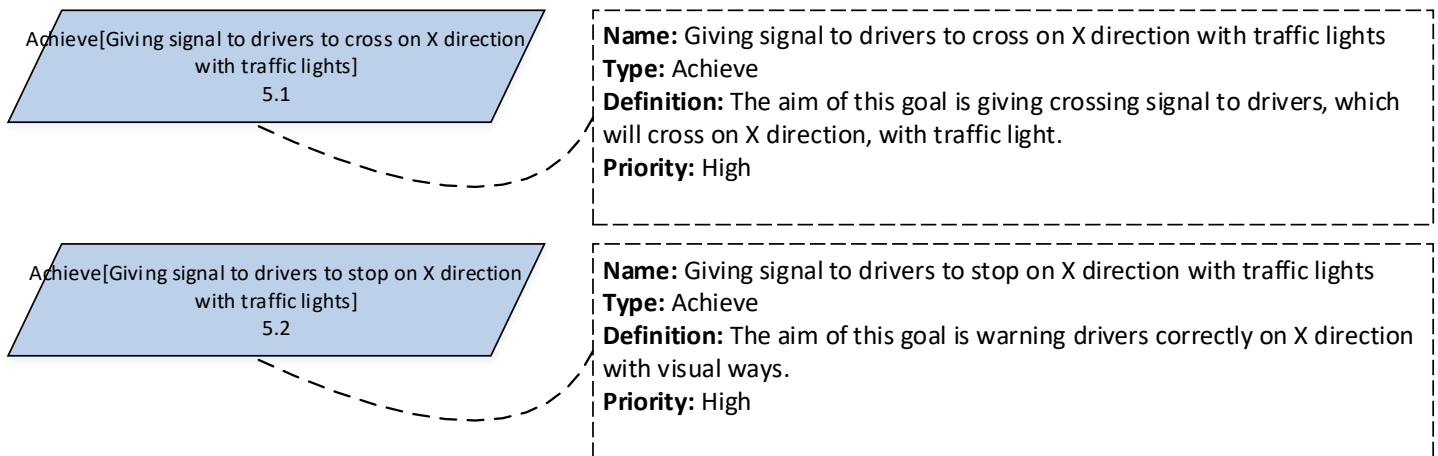 Achieve[Giving signal to drivers to cross on X direction
with traffic lights]
5.1
Name: Giving signal to drivers to cross on X direction with traffic lights
Type: Achieve
Definition: The aim of this goal is giving crossing signal to drivers, which
will cross on X direction, with traffic light.
Priority: High
Achieve[Giving signal to drivers to stop on X direction
with traffic lights]
5.2
Name: Giving signal to drivers to stop on X direction with traffic lights
Type: Achieve
Definition: The aim of this goal is warning drivers correctly on X direction
with visual ways.
Priority: High